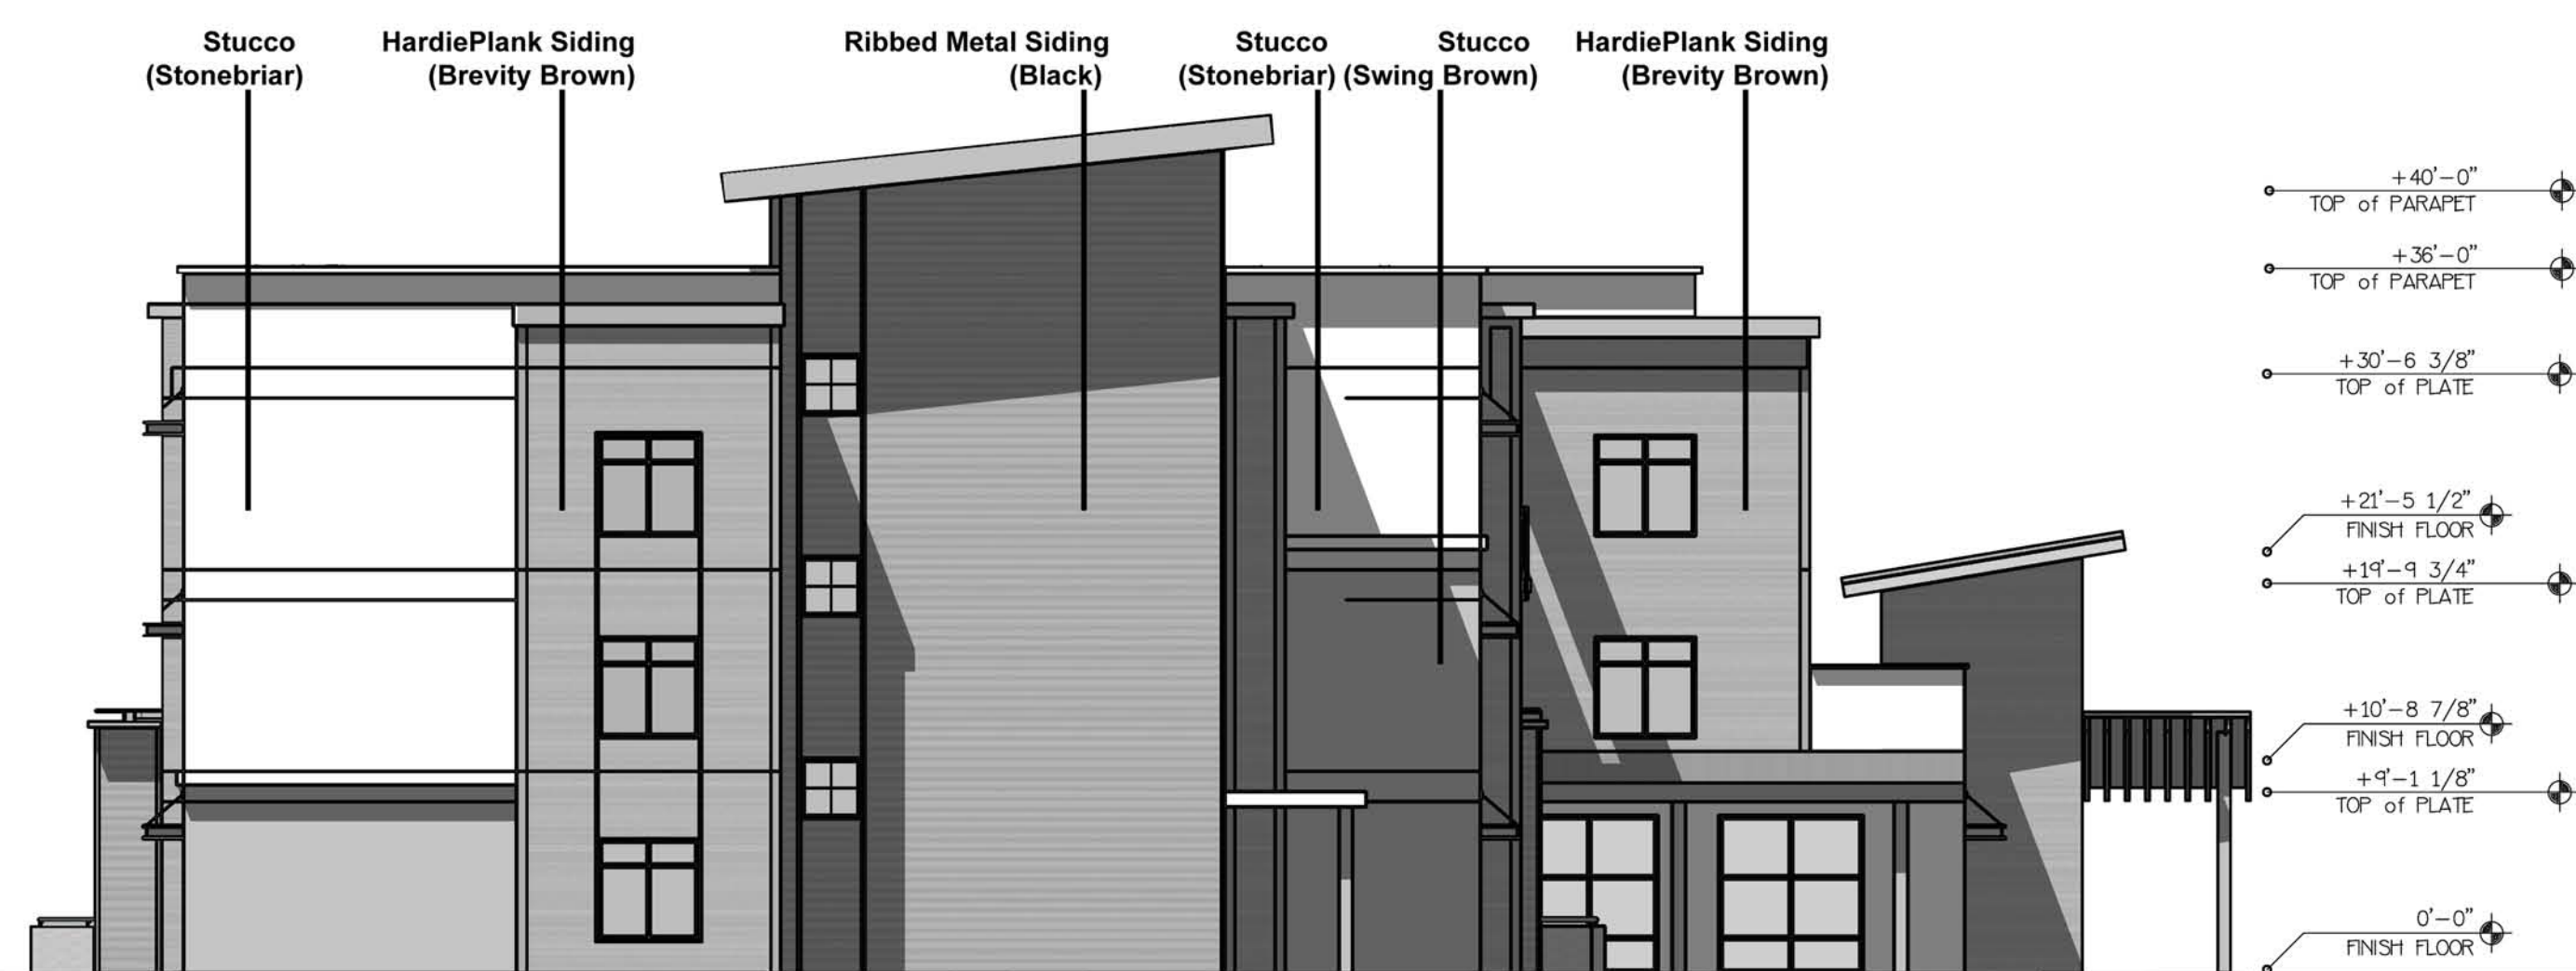 Stucco
(Stonebriar)
HardiePlank Siding
(Brevity Brown)
Ribbed Metal Siding
(Black)
Stucco
(Stonebriar)
Stucco
(Swing Brown)
HardiePlank Siding
(Brevity Brown)
+40'-0"
TOP of PARAPET
+36'-0"
TOP of PARAPET
+30'-6 3/8"
TOP of PLATE
+21'-5 1/2"
FINISH FLOOR
+19'-9 3/4"
TOP of PLATE
+10'-8 7/8"
FINISH FLOOR
+9'-1 1/8"
TOP of PLATE
0'-0"
FINISH FLOOR